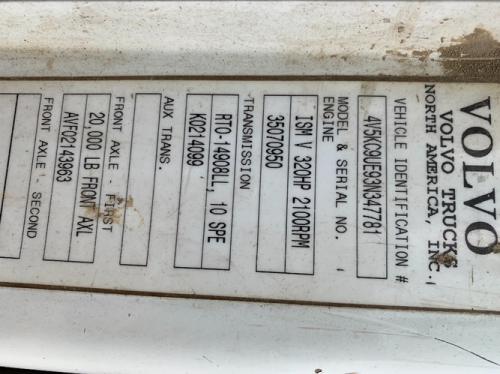 VOLVO
VOLVO TRUCKS
NORTH AMERICA, INC.
VEHICLE IDENTIFICATION #
4V5KC9UE93N347781
MODEL & SERIAL NO.
ENGINE
ISM V 320HP 2100RPM
35070950
TRANSMISSION
RTO-14908LL, 10 SPE
K0214099
AUX TRANS.
FRONT AXLE - FIRST
20,000 LB FRONT AXL
AVF02143963
FRONT AXLE - SECOND